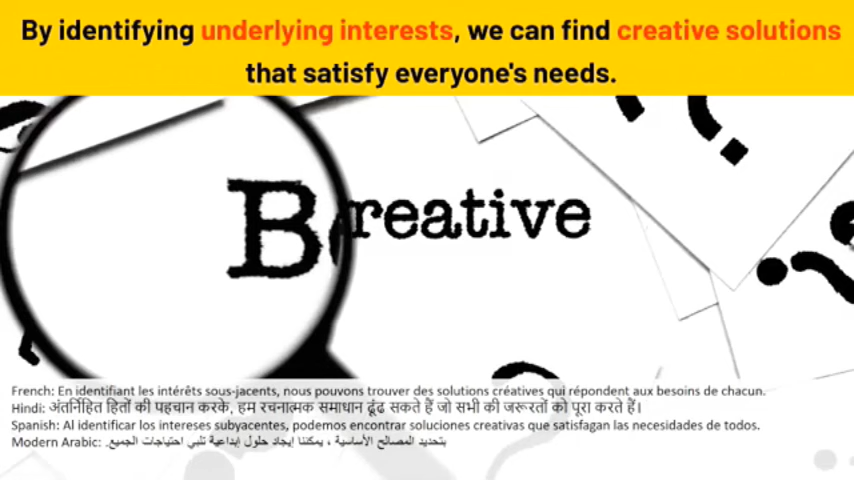 By identifying underlying interests, we can find creative solutions
that satisfy everyone's needs.
B reative
French: En identifiant les intérêts sous-jacents, nous pouvons trouver des solutions créatives qui répondent aux besoins de chacun.
Hindi: अंतर्निहित हितों की पहचान करके, हम रचनात्मक समाधान ढूंढ सकते हैं जो सभी की जरूरतों को पूरा करते हैं।
Spanish: Al identificar los intereses subyacentes, podemos encontrar soluciones creativas que satisfagan las necesidades de todos.
Modern Arabic: بتحديد المصالح الأساسية ، يمكننا إيجاد حلول إبداعية تلبي احتياجات الجميع.